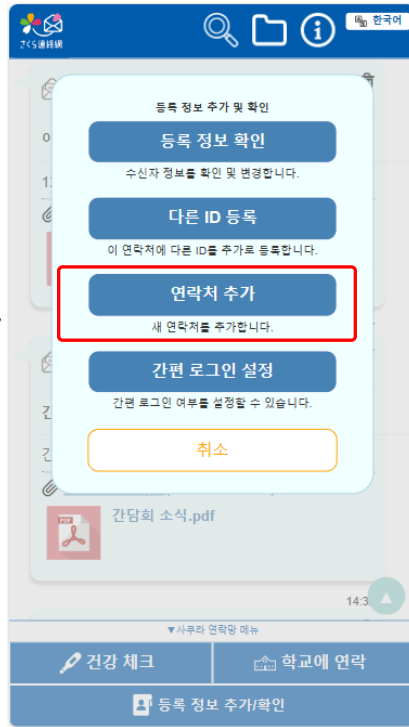 さくら連絡網
한국어
등록 정보 추가 및 확인
등록 정보 확인
수신자 정보를 확인 및 변경합니다.
다른 ID 등록
이 연락처에 다른 ID를 추가로 등록합니다.
연락처 추가
새 연락처를 추가합니다.
간편 로그인 설정
간편 로그인 여부를 설정할 수 있습니다.
취소
PDF
간담회 소식.pdf
14:3
▼사쿠라 연락망 메뉴
건강 체크
학교에 연락
등록 정보 추가/확인